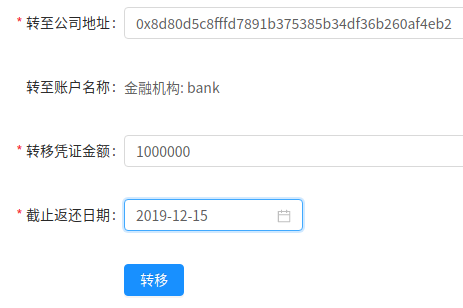 * 转至公司地址: 0x8d80d5c8fffd7891b375385b34df36b260af4eb2
转至账户名称: 金融机构: bank
* 转移凭证金额: 1000000
* 截止返还日期: 2019-12-15
转移